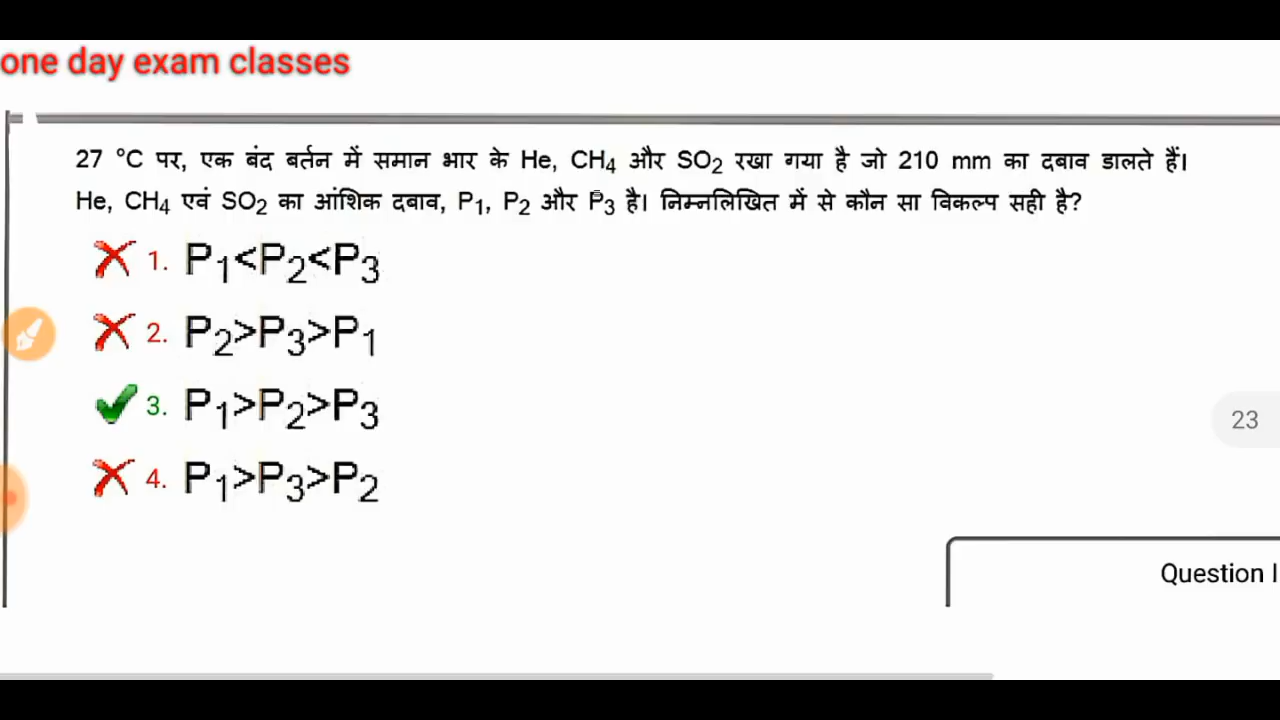 one day exam classes
27 °C पर, एक बंद बर्तन में समान भार के He, CH₄ और SO₂ रखा गया है जो 210 mm का दबाव डालते हैं।
He, CH₄ एवं SO₂ का आंशिक दबाव, P₁, P₂ और P₃ है। निम्नलिखित में से कौन सा विकल्प सही है?
1. P₁<P₂<P₃
2. P₂>P₃>P₁
3. P₁>P₂>P₃
23
4. P₁>P₃>P₂
Question I